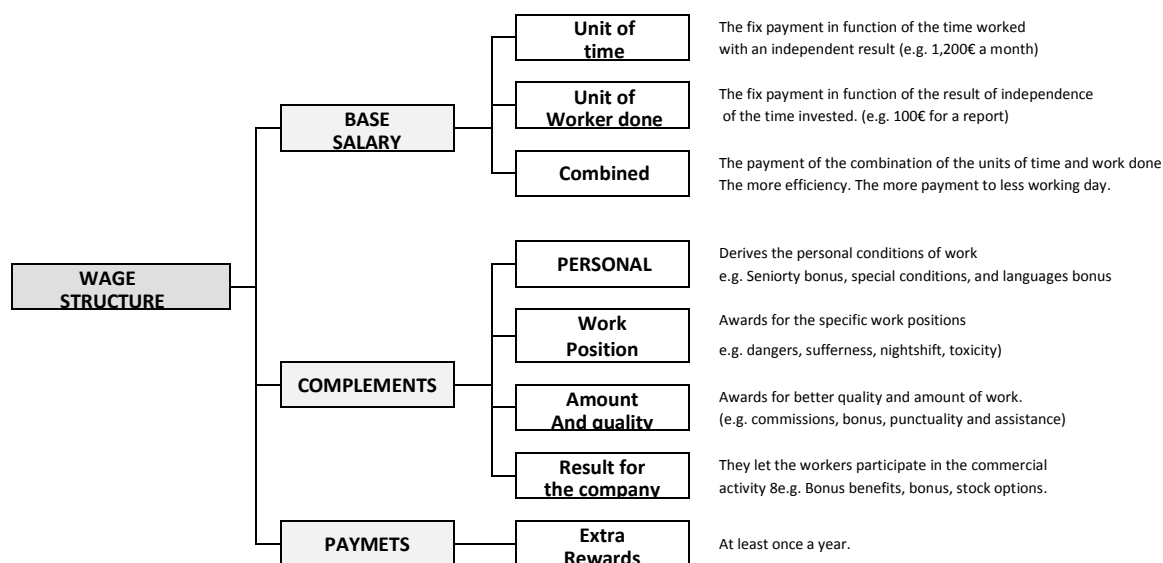 Unit of
time
The fix payment in function of the time worked
with an independent result (e.g. 1,200€ a month)
Unit of
Worker done
The fix payment in function of the result of independence
of the time invested. (e.g. 100€ for a report)
BASE
SALARY
Combined
The payment of the combination of the units of time and work done
The more efficiency. The more payment to less working day.
WAGE
STRUCTURE
PERSONAL
Derives the personal conditions of work
e.g. Seniorty bonus, special conditions, and languages bonus
Work
Position
Awards for the specific work positions
e.g. dangers, sufferness, nightshift, toxicity)
COMPLEMENTS
Amount
And quality
Awards for better quality and amount of work.
(e.g. commissions, bonus, punctuality and assistance)
Result for
the company
They let the workers participate in the commercial
activity 8e.g. Bonus benefits, bonus, stock options.
PAYMETS
Extra
Rewards
At least once a year.